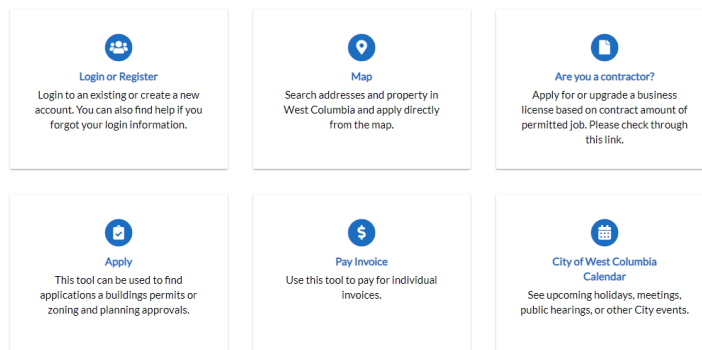 Login or Register
Login to an existing or create a new
account. You can also find help if you
forgot your login information.
Map
Search addresses and property in
West Columbia and apply directly
from the map.
Are you a contractor?
Apply for or upgrade a business
license based on contract amount of
permitted job. Please check through
this link.
Apply
This tool can be used to find
applications a buildings permits or
zoning and planning approvals.
Pay Invoice
Use this tool to pay for individual
invoices.
City of West Columbia
Calendar
See upcoming holidays, meetings,
public hearings, or other City events.